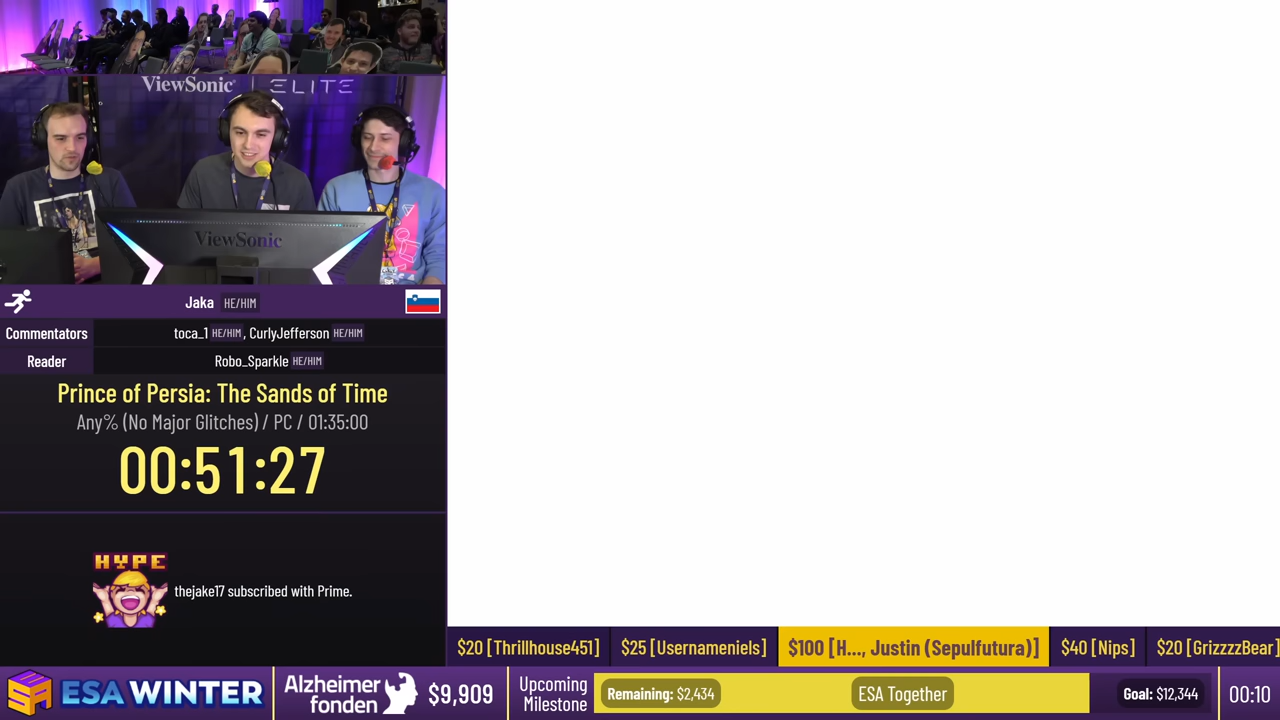 ViewSonic | ELITE
ViewSonic
Jaka HE/HIM
Commentators toca_1 HE/HIM , CurlyJefferson HE/HIM
Reader Robo_Sparkle HE/HIM
Prince of Persia: The Sands of Time
Any% (No Major Glitches) / PC / 01:35:00
00:51:27
HYPE
thejake17 subscribed with Prime.
$20 [Thrillhouse451] $25 [Usernameniels] $100 [H..., Justin (Sepulfutura)] $40 [Nips] $20 [GrizzzzBear]
ESA WINTER
Alzheimer
fonden
$9,909
Upcoming
Milestone
Remaining: $2,434 ESA Together Goal: $12,344
00:10